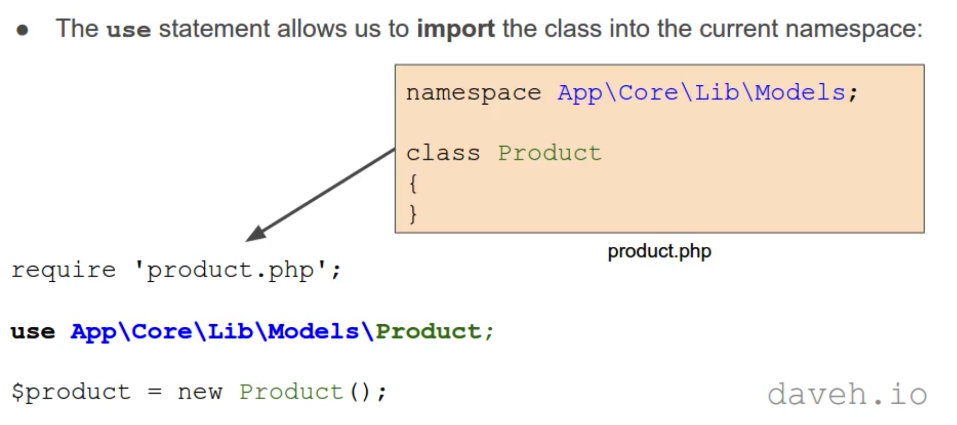 ● The use statement allows us to import the class into the current namespace:
namespace App\Core\Lib\Models;
class Product
{
}
product.php
require 'product.php';
use App\Core\Lib\Models\Product;
$product = new Product();
daveh.io